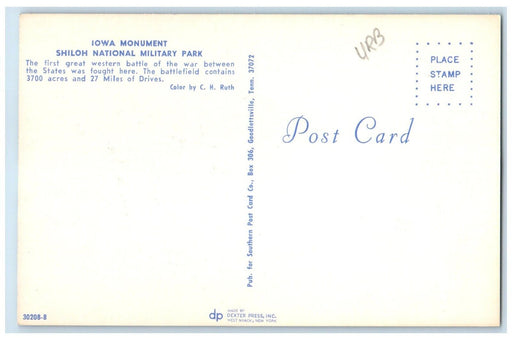 IOWA MONUMENT
SHILOH NATIONAL MILITARY PARK
The first great western battle of the war between
the States was fought here. The battlefield contains
3700 acres and 27 Miles of Drives.
Color by C. H. Ruth
Pub. for Southern Post Card Co., Box 306, Goodlettsville, Tenn. 37072
PLACE
STAMP
HERE
Post Card
30208-B
dp
MADE BY
DEXTER PRESS, INC.
WEST NYACK, NEW YORK